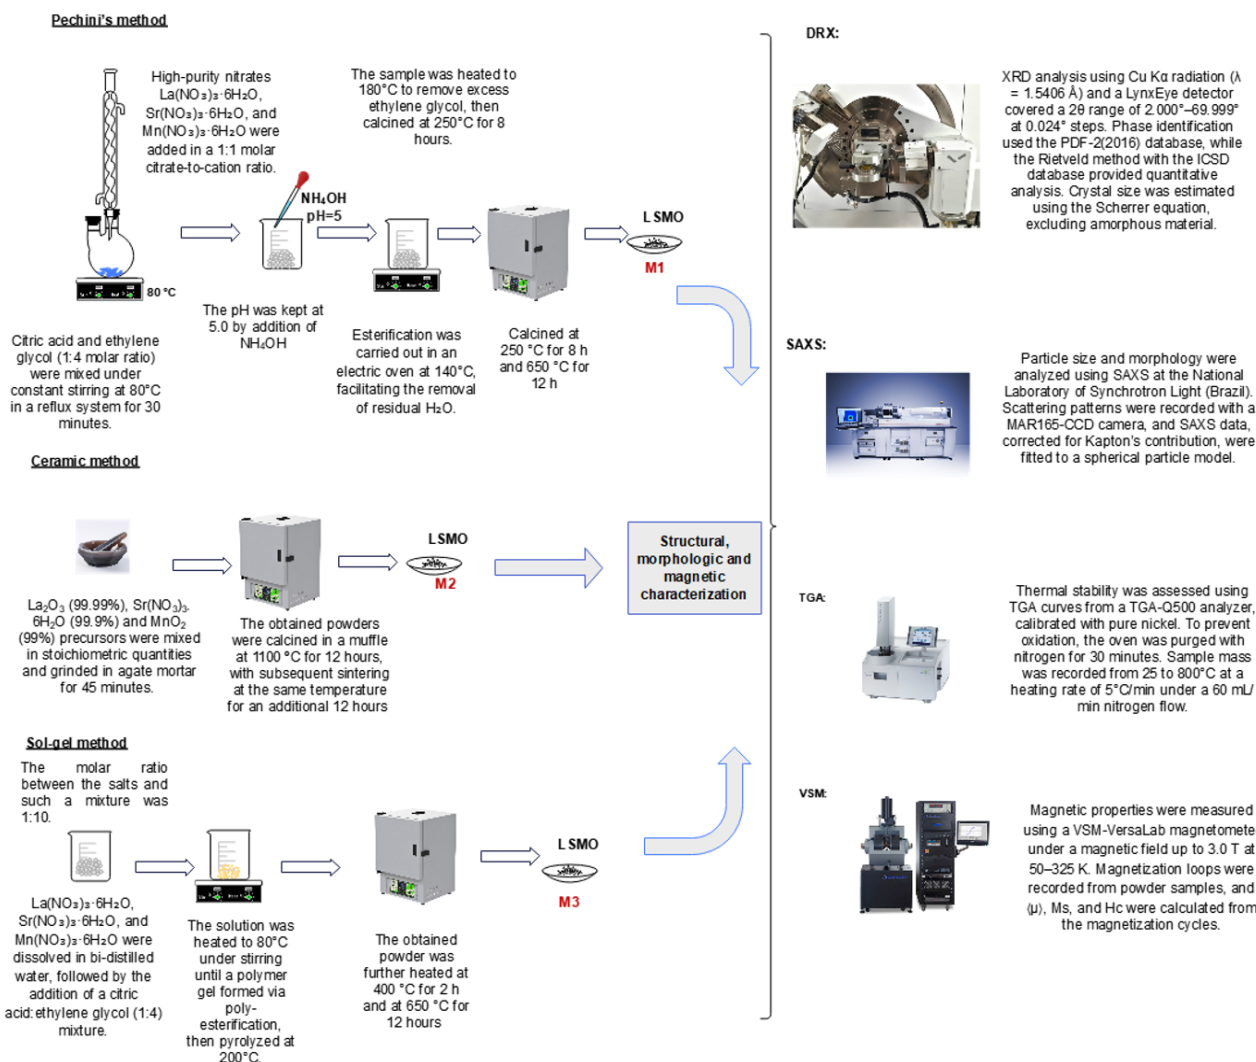 Pechini's method
High-purity nitrates
La(NO₃)₃·6H₂O,
Sr(NO₃)₃·6H₂O, and
Mn(NO₃)₃·6H₂O were
added in a 1:1 molar
citrate-to-cation ratio.
The sample was heated to
180°C to remove excess
ethylene glycol, then
calcined at 250°C for 8
hours.
NH₄OH
pH=5
LSMO
M1
80 ºC
Citric acid and ethylene
glycol (1:4 molar ratio)
were mixed under
constant stirring at 80°C
in a reflux system for 30
minutes.
The pH was kept at
5.0 by addition of
NH₄OH
Esterification was
carried out in an
electric oven at 140°C,
facilitating the removal
of residual H₂O.
Calcined at
250 °C for 8 h
and 650 °C for
12 h
Ceramic method
LSMO
M2
La₂O₃ (99.99%), Sr(NO₃)₃.
6H₂O (99.9%) and MnO₂
(99%) precursors were mixed
in stoichiometric quantities
and grinded in agate mortar
for 45 minutes.
The obtained powders
were calcined in a muffle
at 1100 ºC for 12 hours,
with subsequent sintering
at the same temperature
for an additional 12 hours
Sol-gel method
The molar ratio
between the salts and
such a mixture was
1:10.
LSMO
M3
La(NO₃)₃·6H₂O,
Sr(NO₃)₃·6H₂O, and
Mn(NO₃)₃·6H₂O were
dissolved in bi-distilled
water, followed by the
addition of a citric
acid:ethylene glycol (1:4)
mixture.
The solution was
heated to 80°C
under stirring
until a polymer
gel formed via
poly-
esterification,
then pyrolyzed at
200°C.
The obtained
powder was
further heated at
400 °C for 2 h
and at 650 °C for
12 hours
Structural,
morphologic and
magnetic
characterization
DRX:
XRD analysis using Cu Kα radiation (λ
= 1.5406 Å) and a LynxEye detector
covered a 2θ range of 2.000°–69.999°
at 0.024° steps. Phase identification
used the PDF-2(2016) database, while
the Rietveld method with the ICSD
database provided quantitative
analysis. Crystal size was estimated
using the Scherrer equation,
excluding amorphous material.
SAXS:
Particle size and morphology were
analyzed using SAXS at the National
Laboratory of Synchrotron Light (Brazil).
Scattering patterns were recorded with a
MAR165-CCD camera, and SAXS data,
corrected for Kapton's contribution, were
fitted to a spherical particle model.
TGA:
Thermal stability was assessed using
TGA curves from a TGA-Q500 analyzer,
calibrated with pure nickel. To prevent
oxidation, the oven was purged with
nitrogen for 30 minutes. Sample mass
was recorded from 25 to 800°C at a
heating rate of 5°C/min under a 60 mL/
min nitrogen flow.
VSM:
Magnetic properties were measured
using a VSM-VersaLab magnetomete
under a magnetic field up to 3.0 T at
50–325 K. Magnetization loops were
recorded from powder samples, and
⟨μ⟩, Ms, and Hc were calculated from
the magnetization cycles.